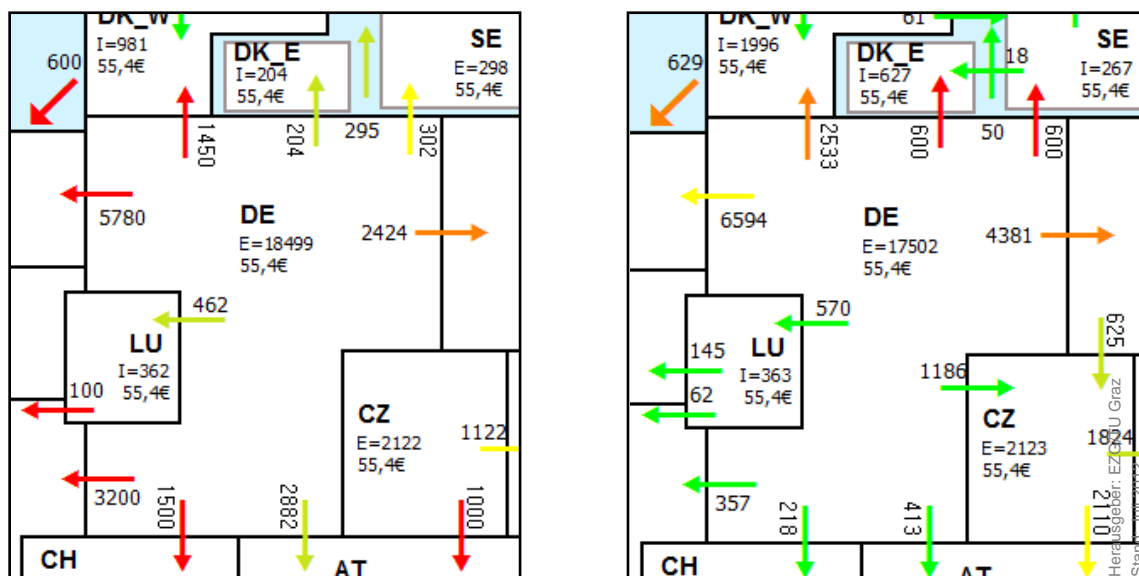 DK_W
I=981
55,4€
600
DK_E
I=204
55,4€
SE
E=298
55,4€
1450
204
295
302
5780
DE
E=18499
55,4€
2424
462
LU
I=362
55,4€
100
CZ
E=2122
55,4€
1122
3200
1500
2882
1000
CH
AT
DK_W
I=1996
55,4€
61
629
DK_E
I=627
55,4€
18
SE
I=267
55,4€
2533
600
50
600
6594
DE
E=17502
55,4€
4381
570
625
145
LU
I=363
55,4€
62
1186
CZ
E=2123
55,4€
1824
357
218
413
2110
CH
AT
Herausgeber: EZG, TU Graz